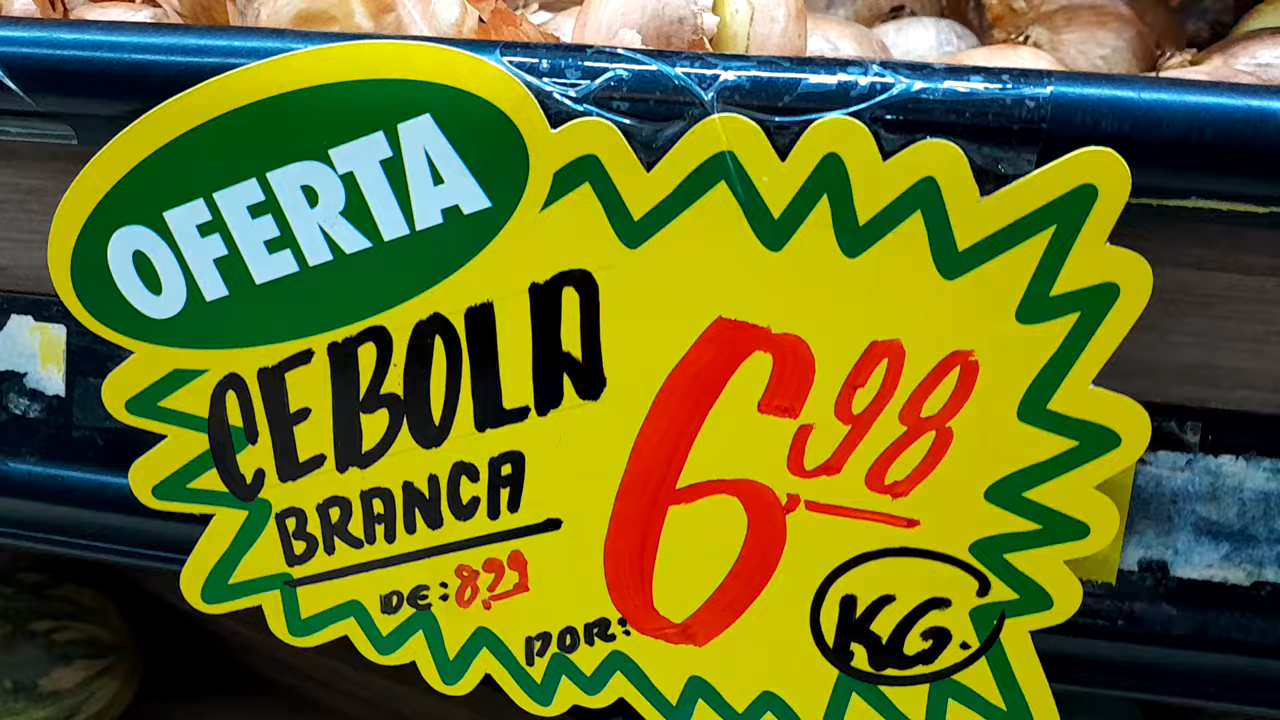 OFERTA
CEBOLA
BRANCA
DE: 8,99
POR: 6,98
KG.